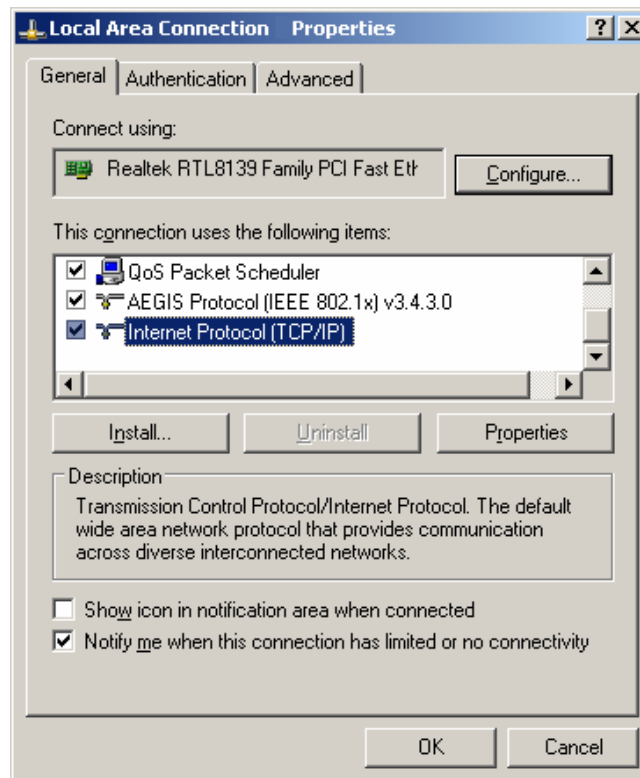 Local Area Connection Properties
General Authentication Advanced
Connect using:
Realtek RTL8139 Family PCI Fast Eth
Configure...
This connection uses the following items:
QoS Packet Scheduler
AEGIS Protocol (IEEE 802.1x) v3.4.3.0
Internet Protocol (TCP/IP)
Install... Uninstall Properties
Description
Transmission Control Protocol/Internet Protocol. The default
wide area network protocol that provides communication
across diverse interconnected networks.
Show icon in notification area when connected
Notify me when this connection has limited or no connectivity
OK Cancel